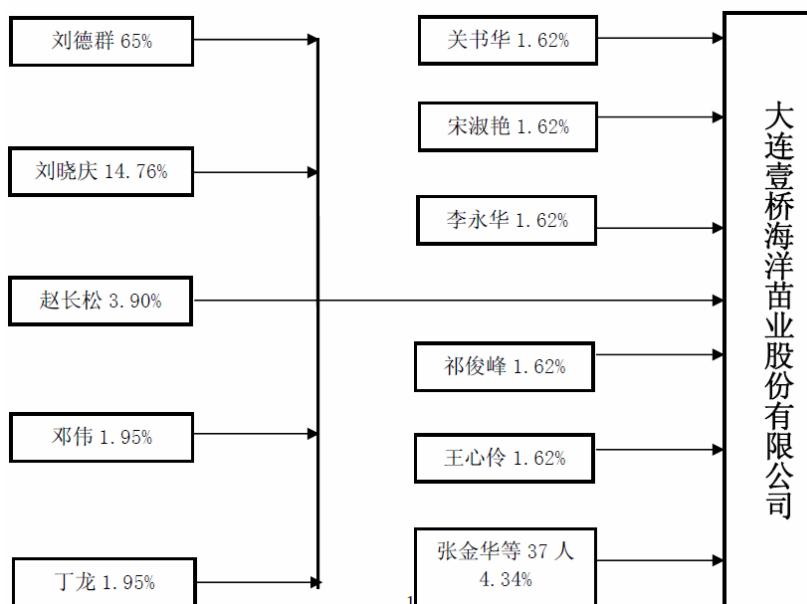 刘德群 65%
刘晓庆 14.76%
赵长松 3.90%
邓伟 1.95%
丁龙 1.95%
关书华 1.62%
宋淑艳 1.62%
李永华 1.62%
祁俊峰 1.62%
王心伶 1.62%
张金华等 37 人
4.34%
1
大连壹桥海洋苗业股份有限公司